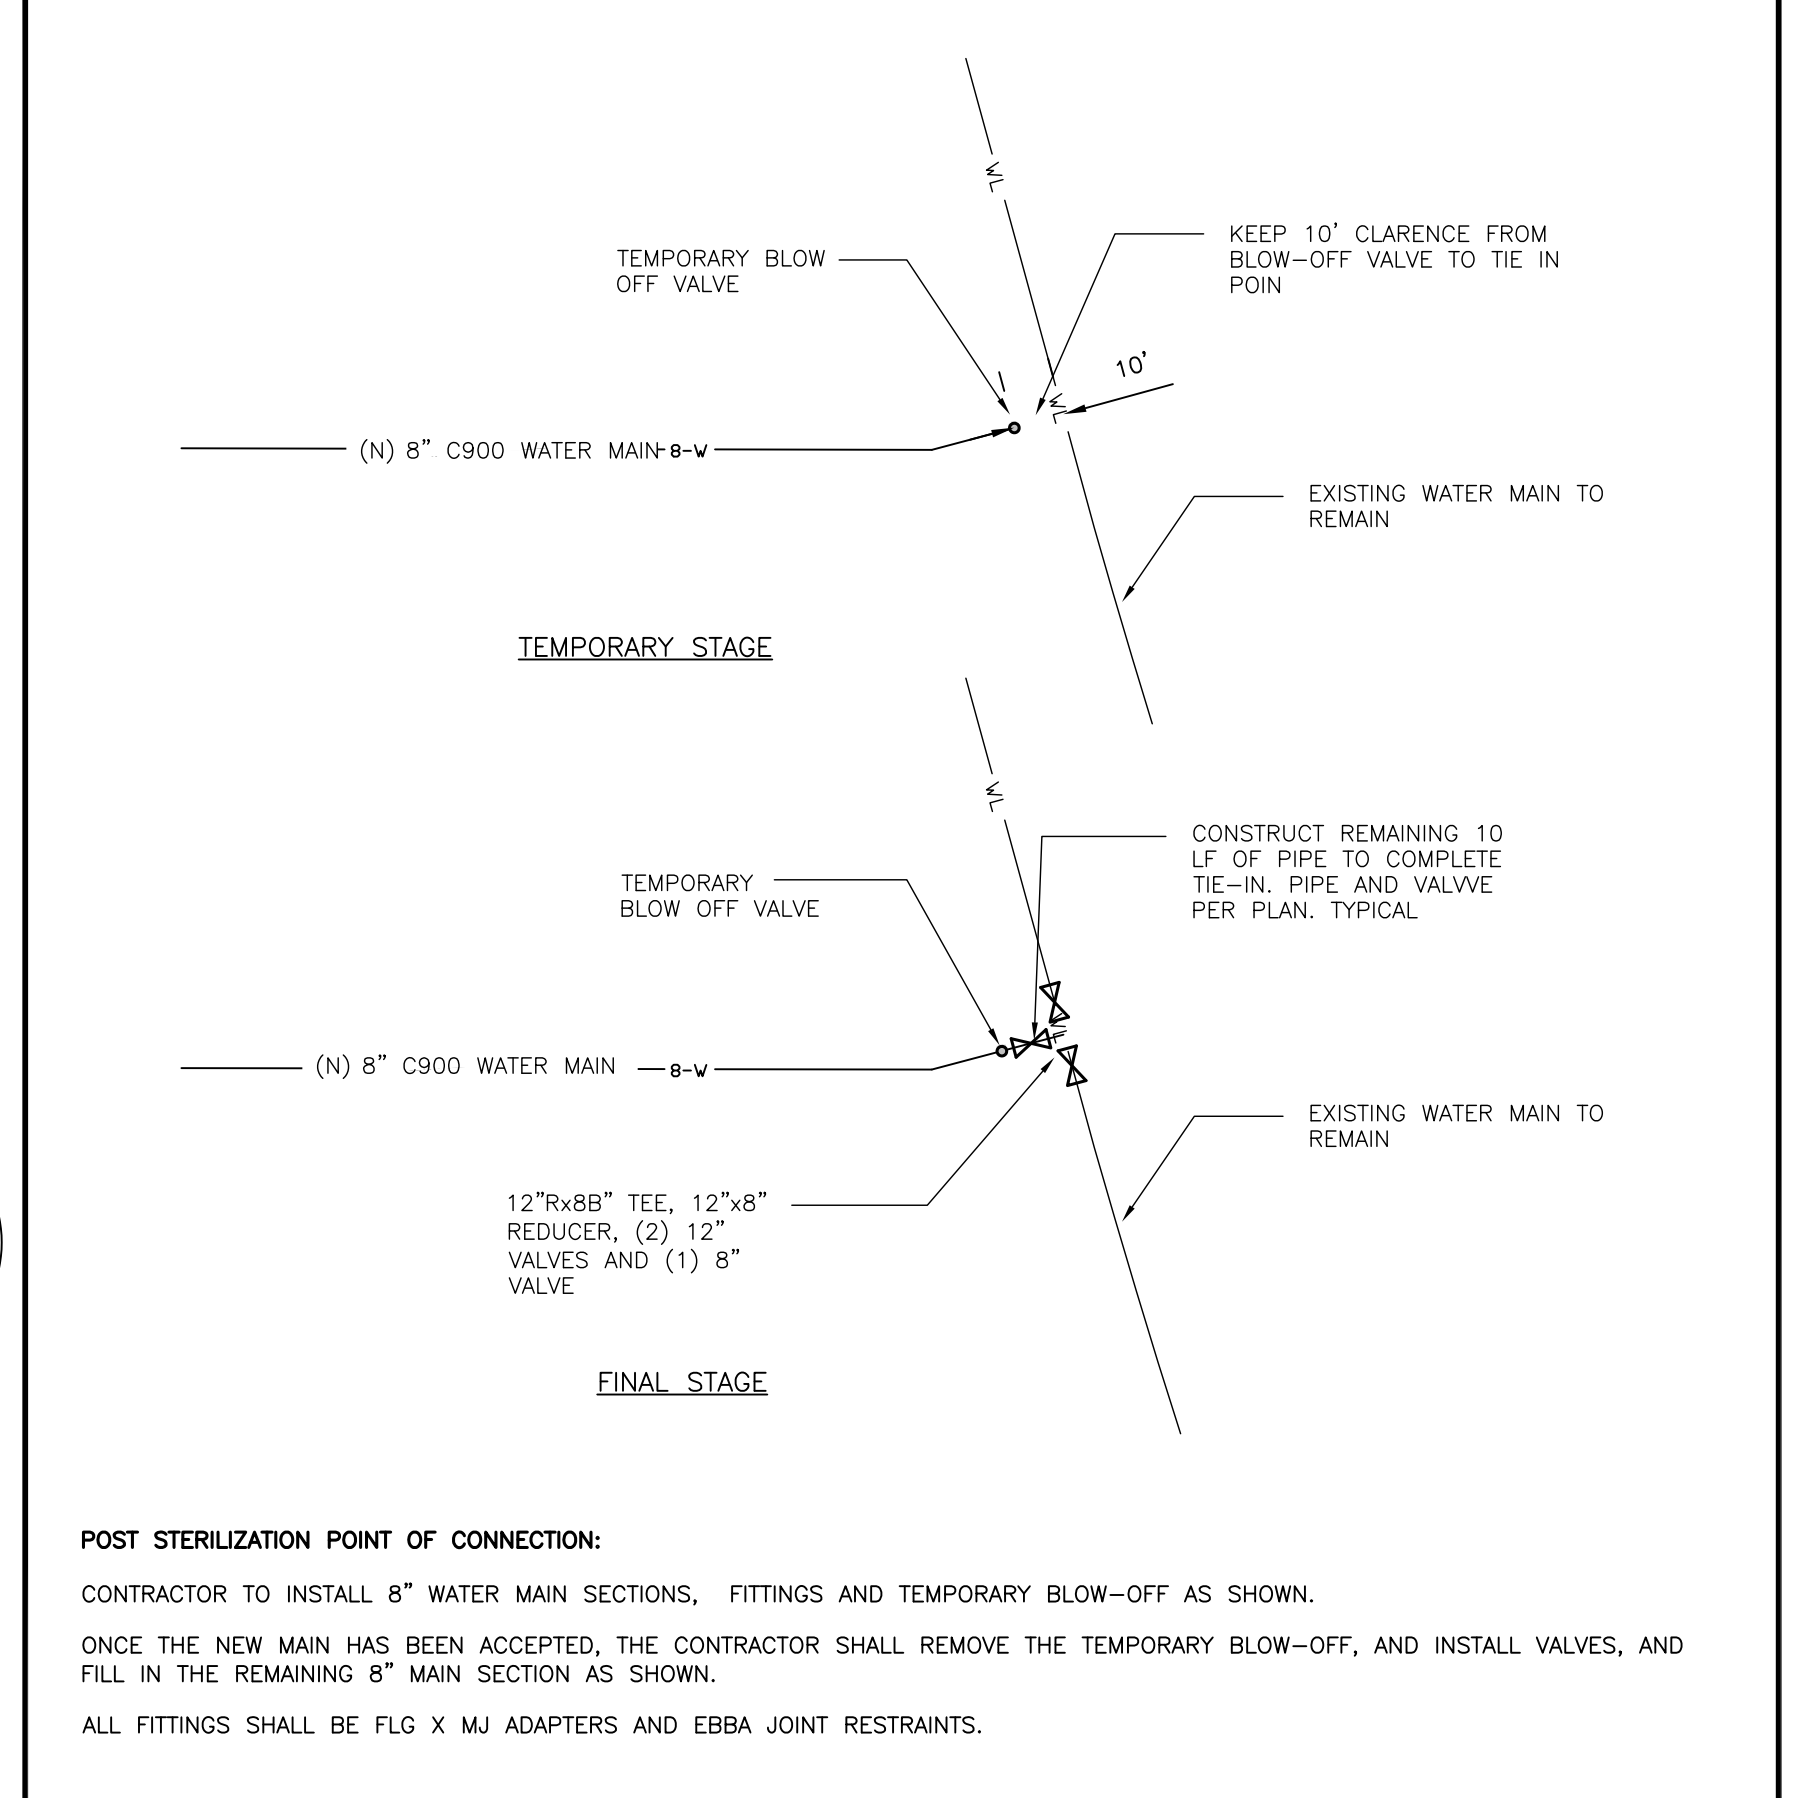 WL
TEMPORARY BLOW
OFF VALVE
KEEP 10' CLARENCE FROM
BLOW-OFF VALVE TO TIE IN
POIN
10'
WL
(N) 8" C900 WATER MAIN
8-W
EXISTING WATER MAIN TO
REMAIN
TEMPORARY STAGE
WL
CONSTRUCT REMAINING 10
LF OF PIPE TO COMPLETE
TIE-IN. PIPE AND VALVVE
PER PLAN. TYPICAL
TEMPORARY
BLOW OFF VALVE
WL
(N) 8" C900 WATER MAIN
8-W
EXISTING WATER MAIN TO
REMAIN
12"Rx8B" TEE, 12"x8"
REDUCER, (2) 12"
VALVES AND (1) 8"
VALVE
FINAL STAGE
POST STERILIZATION POINT OF CONNECTION:
CONTRACTOR TO INSTALL 8" WATER MAIN SECTIONS, FITTINGS AND TEMPORARY BLOW-OFF AS SHOWN.
ONCE THE NEW MAIN HAS BEEN ACCEPTED, THE CONTRACTOR SHALL REMOVE THE TEMPORARY BLOW-OFF, AND INSTALL VALVES, AND
FILL IN THE REMAINING 8" MAIN SECTION AS SHOWN.
ALL FITTINGS SHALL BE FLG X MJ ADAPTERS AND EBBA JOINT RESTRAINTS.